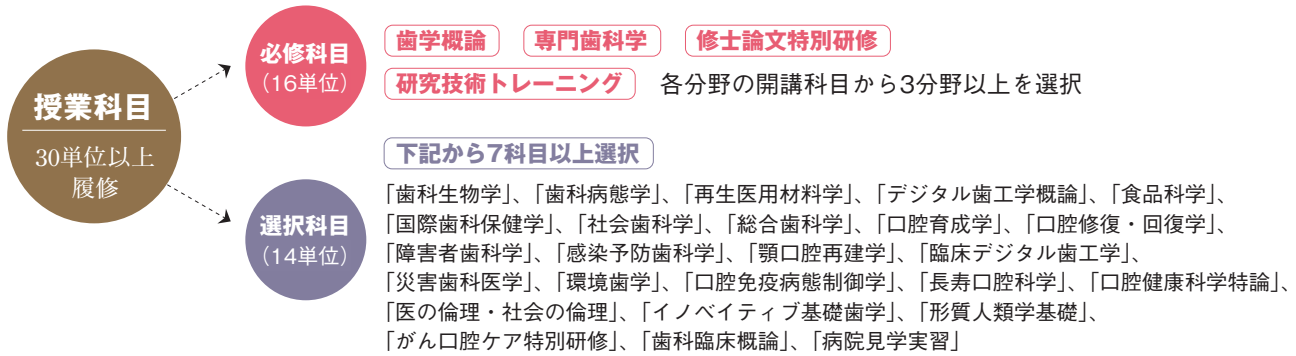 授業科目
30単位以上
履修
必修科目
(16単位)
歯学概論 専門歯科学 修士論文特別研修
研究技術トレーニング 各分野の開講科目から3分野以上を選択
選択科目
(14単位)
下記から7科目以上選択
「歯科生物学」、「歯科病態学」、「再生医用材料学」、「デジタル歯工学概論」、「食品科学」、
「国際歯科保健学」、「社会歯科学」、「総合歯科学」、「口腔育成学」、「口腔修復・回復学」、
「障害者歯科学」、「感染予防歯科学」、「顎口腔再建学」、「臨床デジタル歯工学」、
「災害歯科医学」、「環境歯学」、「口腔免疫病態制御学」、「長寿口腔科学」、「口腔健康科学特論」、
「医の倫理・社会の倫理」、「イノベイティブ基礎歯学」、「形質人類学基礎」、
「がん口腔ケア特別研修」、「歯科臨床概論」、「病院見学実習」